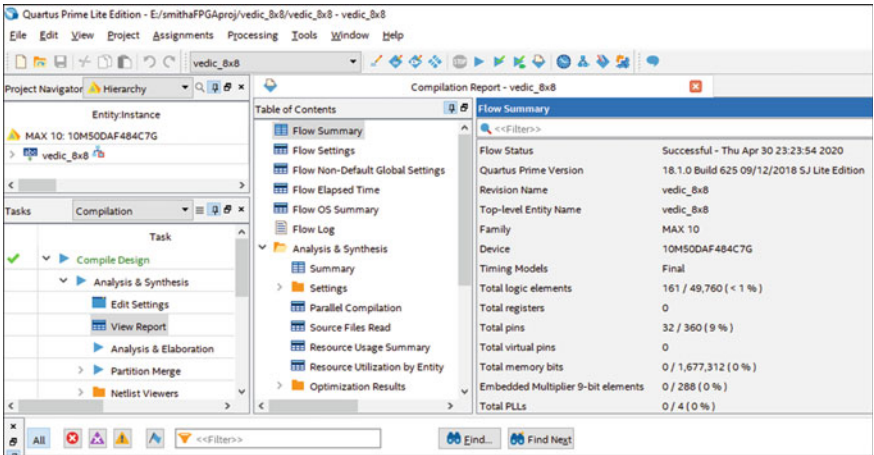 Quartus Prime Lite Edition - E:/smithaFPGAproj/vedic_8x8/vedic_8x8 - vedic_8x8
File Edit View Project Assignments Processing Tools Window Help
vedic_8x8
Project Navigator Hierarchy
Entity:Instance
MAX 10: 10M50DAF484C7G
vedic_8x8
Tasks Compilation
Task
Compile Design
Analysis & Synthesis
Edit Settings
View Report
Analysis & Elaboration
Partition Merge
Netlist Viewers
Compilation Report - vedic_8x8
Table of Contents
Flow Summary
Flow Settings
Flow Non-Default Global Settings
Flow Elapsed Time
Flow OS Summary
Flow Log
Analysis & Synthesis
Summary
Settings
Parallel Compilation
Source Files Read
Resource Usage Summary
Resource Utilization by Entity
Optimization Results
Flow Summary
<<Filter>>
Flow Status Successful - Thu Apr 30 23:23:54 2020
Quartus Prime Version 18.1.0 Build 625 09/12/2018 SJ Lite Edition
Revision Name vedic_8x8
Top-level Entity Name vedic_8x8
Family MAX 10
Device 10M50DAF484C7G
Timing Models Final
Total logic elements 161 / 49,760 ( < 1 % )
Total registers 0
Total pins 32 / 360 ( 9 % )
Total virtual pins 0
Total memory bits 0 / 1,677,312 ( 0 % )
Embedded Multiplier 9-bit elements 0 / 288 ( 0 % )
Total PLLs 0 / 4 ( 0 % )
All <<Filter>> Find... Find Next